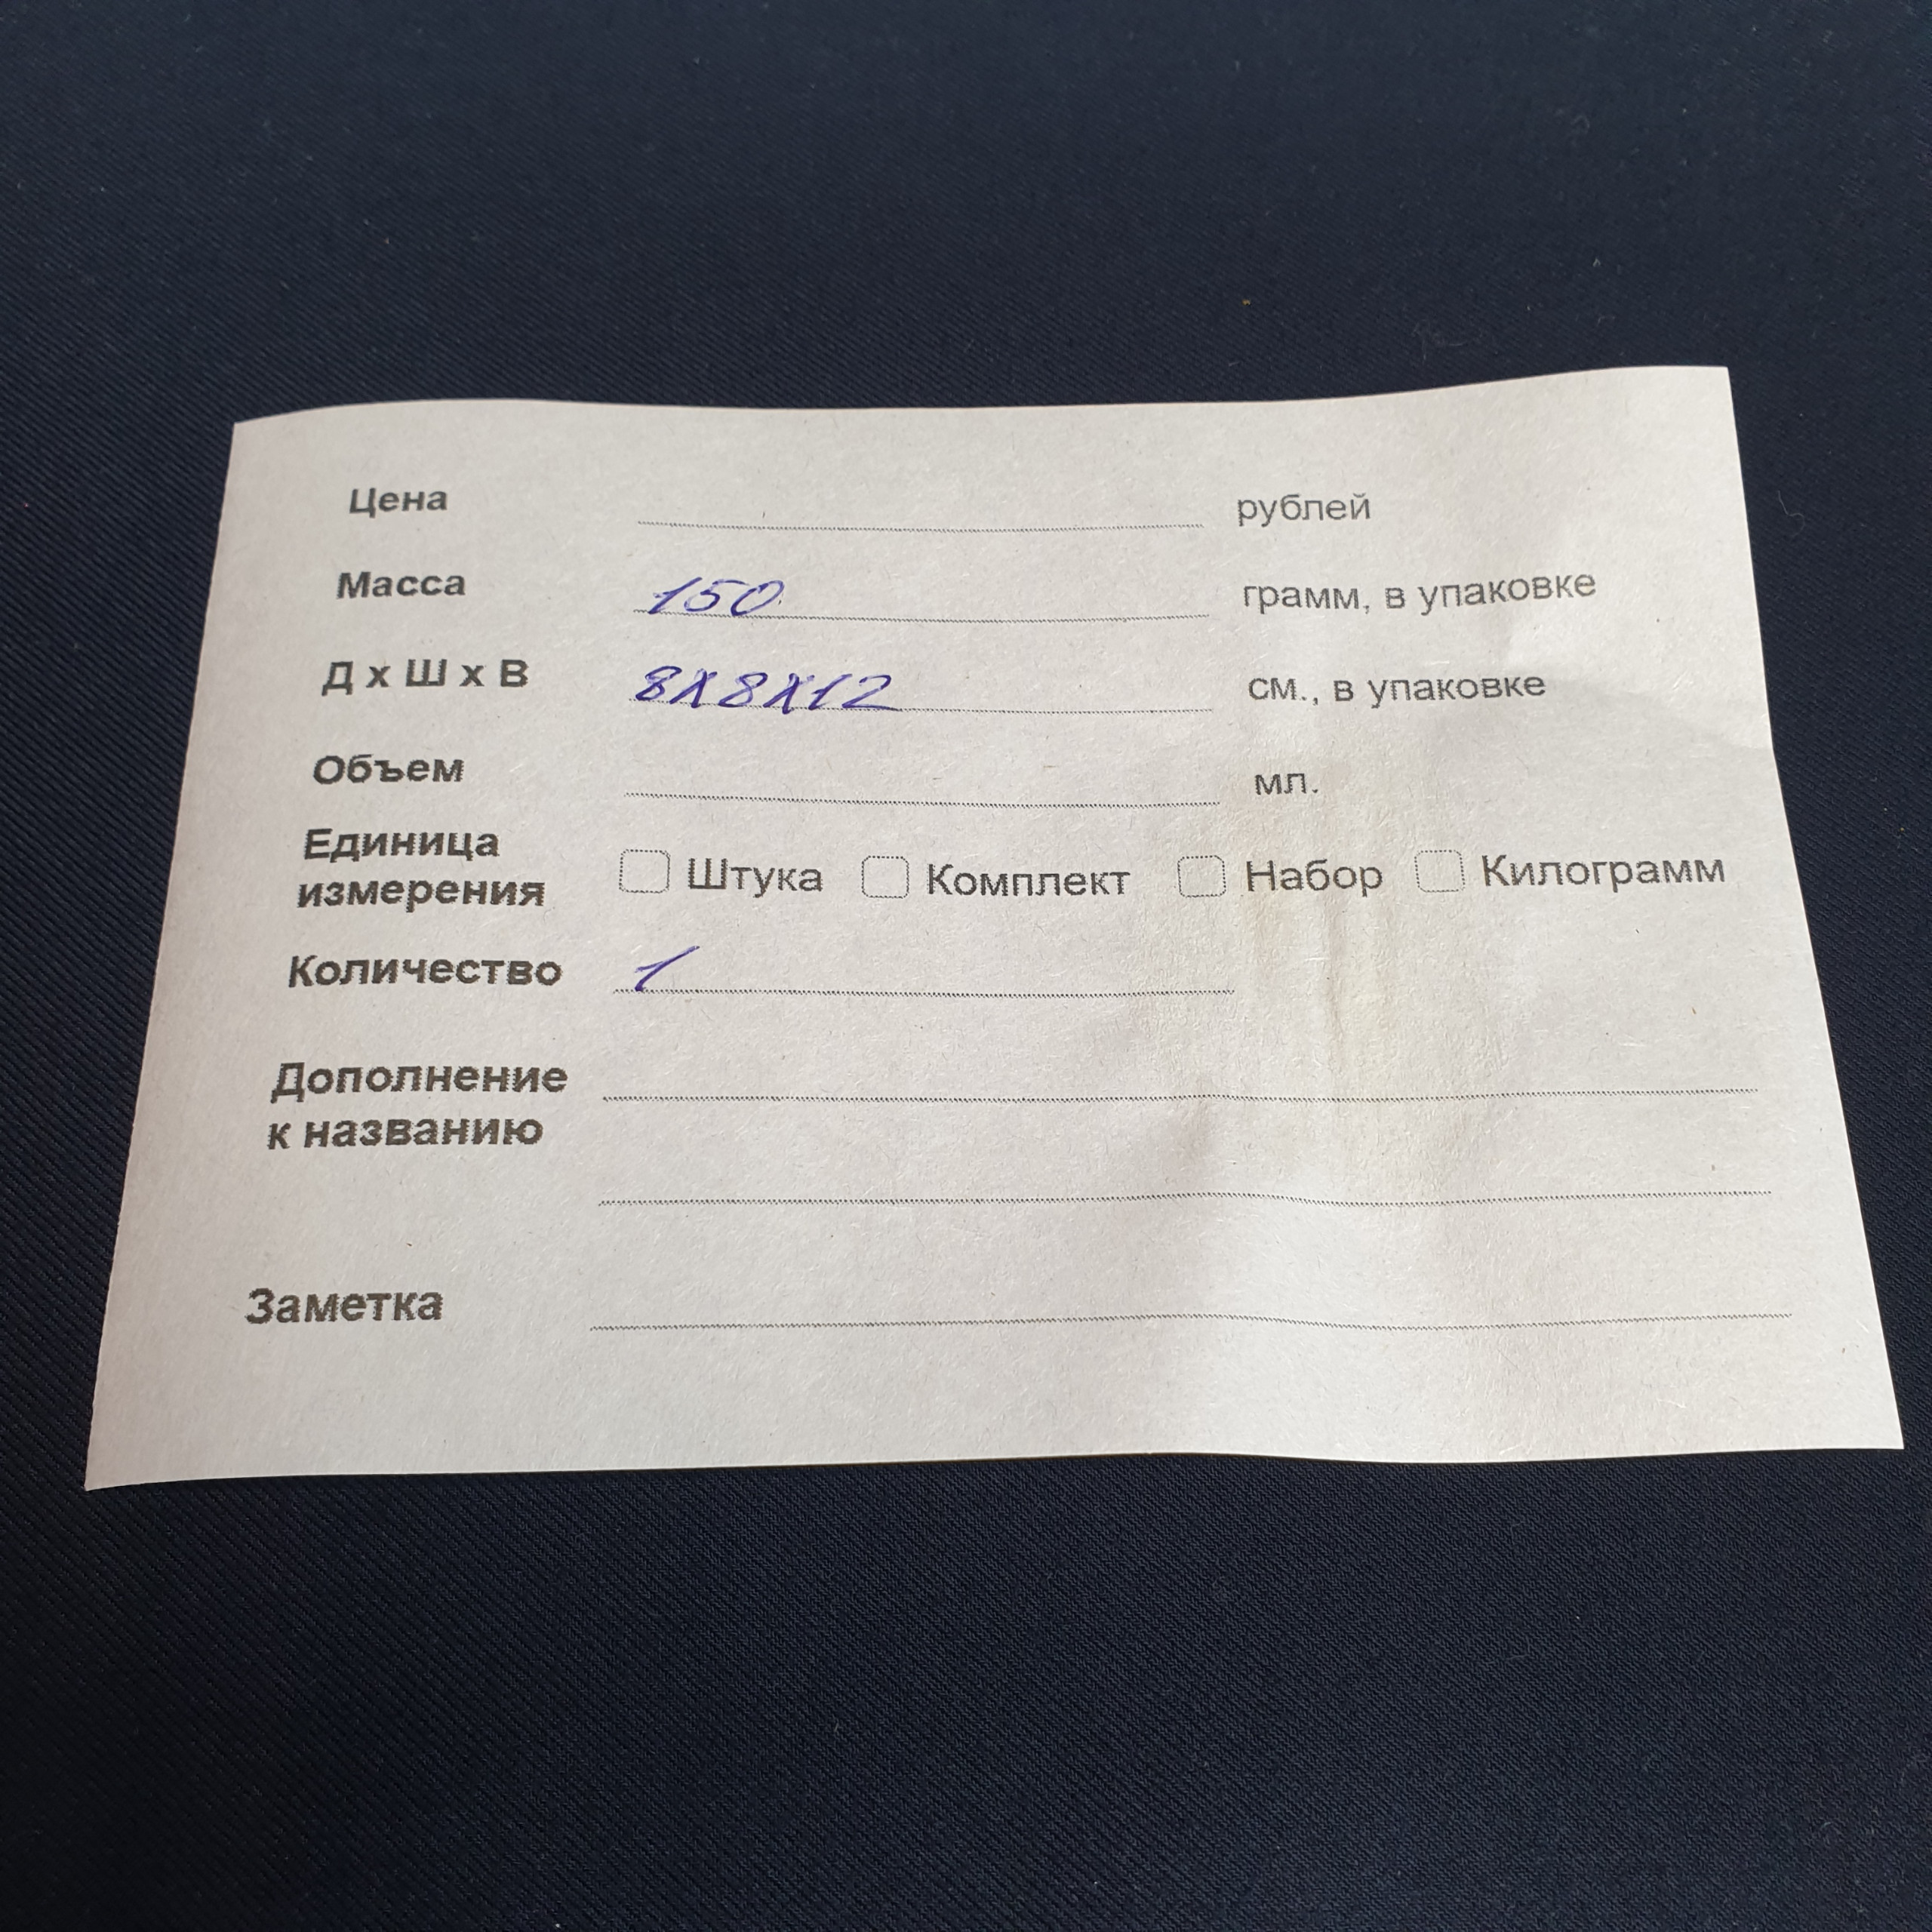 Цена рублей
Масса 150 грамм, в упаковке
Д х Ш х В 8Х8Х12 см., в упаковке
Объем мл.
Единица
измерения Штука Комплект Набор Килограмм
Количество 1
Дополнение
к названию
Заметка